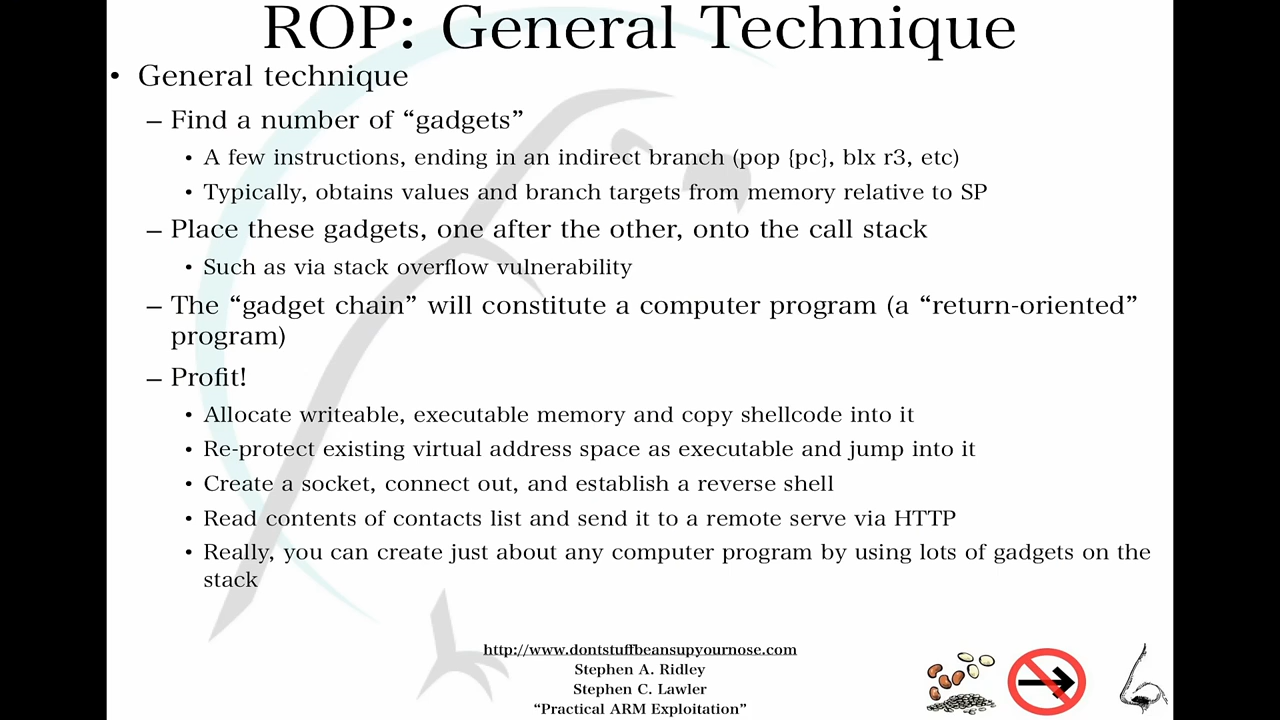 ROP: General Technique
• General technique
– Find a number of “gadgets”
• A few instructions, ending in an indirect branch (pop {pc}, blx r3, etc)
• Typically, obtains values and branch targets from memory relative to SP
– Place these gadgets, one after the other, onto the call stack
• Such as via stack overflow vulnerability
– The “gadget chain” will constitute a computer program (a “return-oriented”
program)
– Profit!
• Allocate writeable, executable memory and copy shellcode into it
• Re-protect existing virtual address space as executable and jump into it
• Create a socket, connect out, and establish a reverse shell
• Read contents of contacts list and send it to a remote serve via HTTP
• Really, you can create just about any computer program by using lots of gadgets on the
stack
http://www.dontstuffbeansupyournose.com
Stephen A. Ridley
Stephen C. Lawler
“Practical ARM Exploitation”